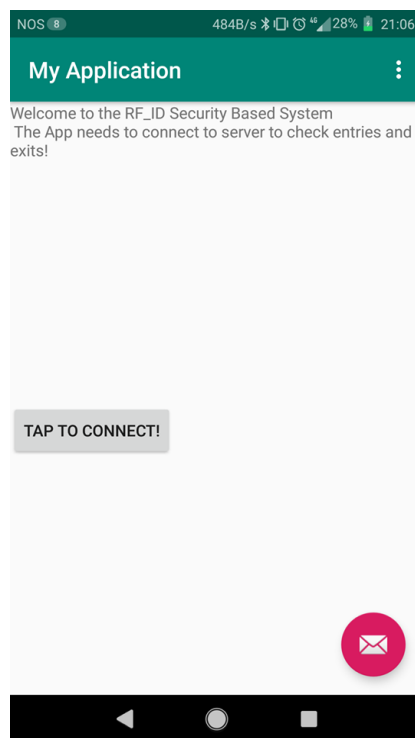 NOS 8 484B/s 4G 28% 21:06
My Application
Welcome to the RF_ID Security Based System
The App needs to connect to server to check entries and
exits!
TAP TO CONNECT!